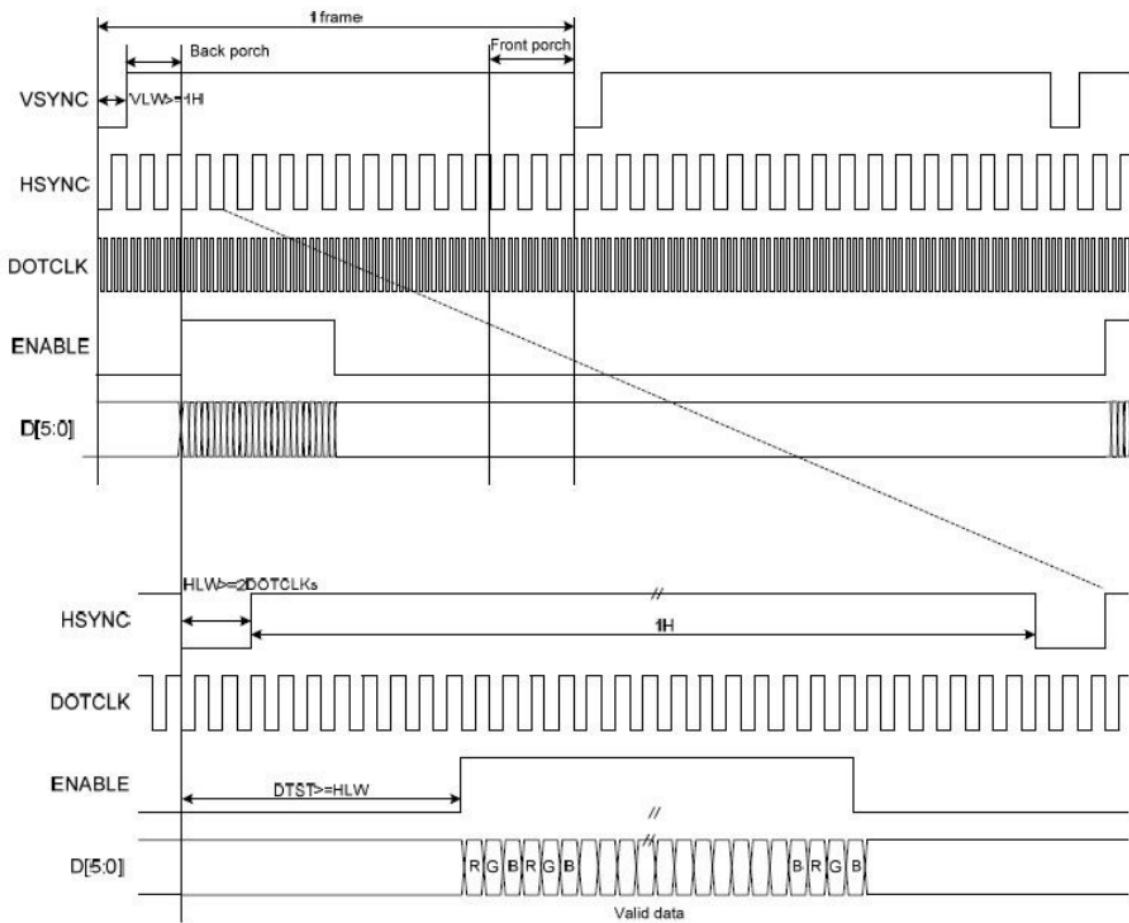 1 frame
Back porch
Front porch
VSYNC
VLW>=1H
HSYNC
DOTCLK
ENABLE
D[5:0]
HLW>=2DOTCLKs
//
HSYNC
1H
DOTCLK
ENABLE
DTST>=HLW
//
//
D[5:0]
R G B R G B B R G B
Valid data